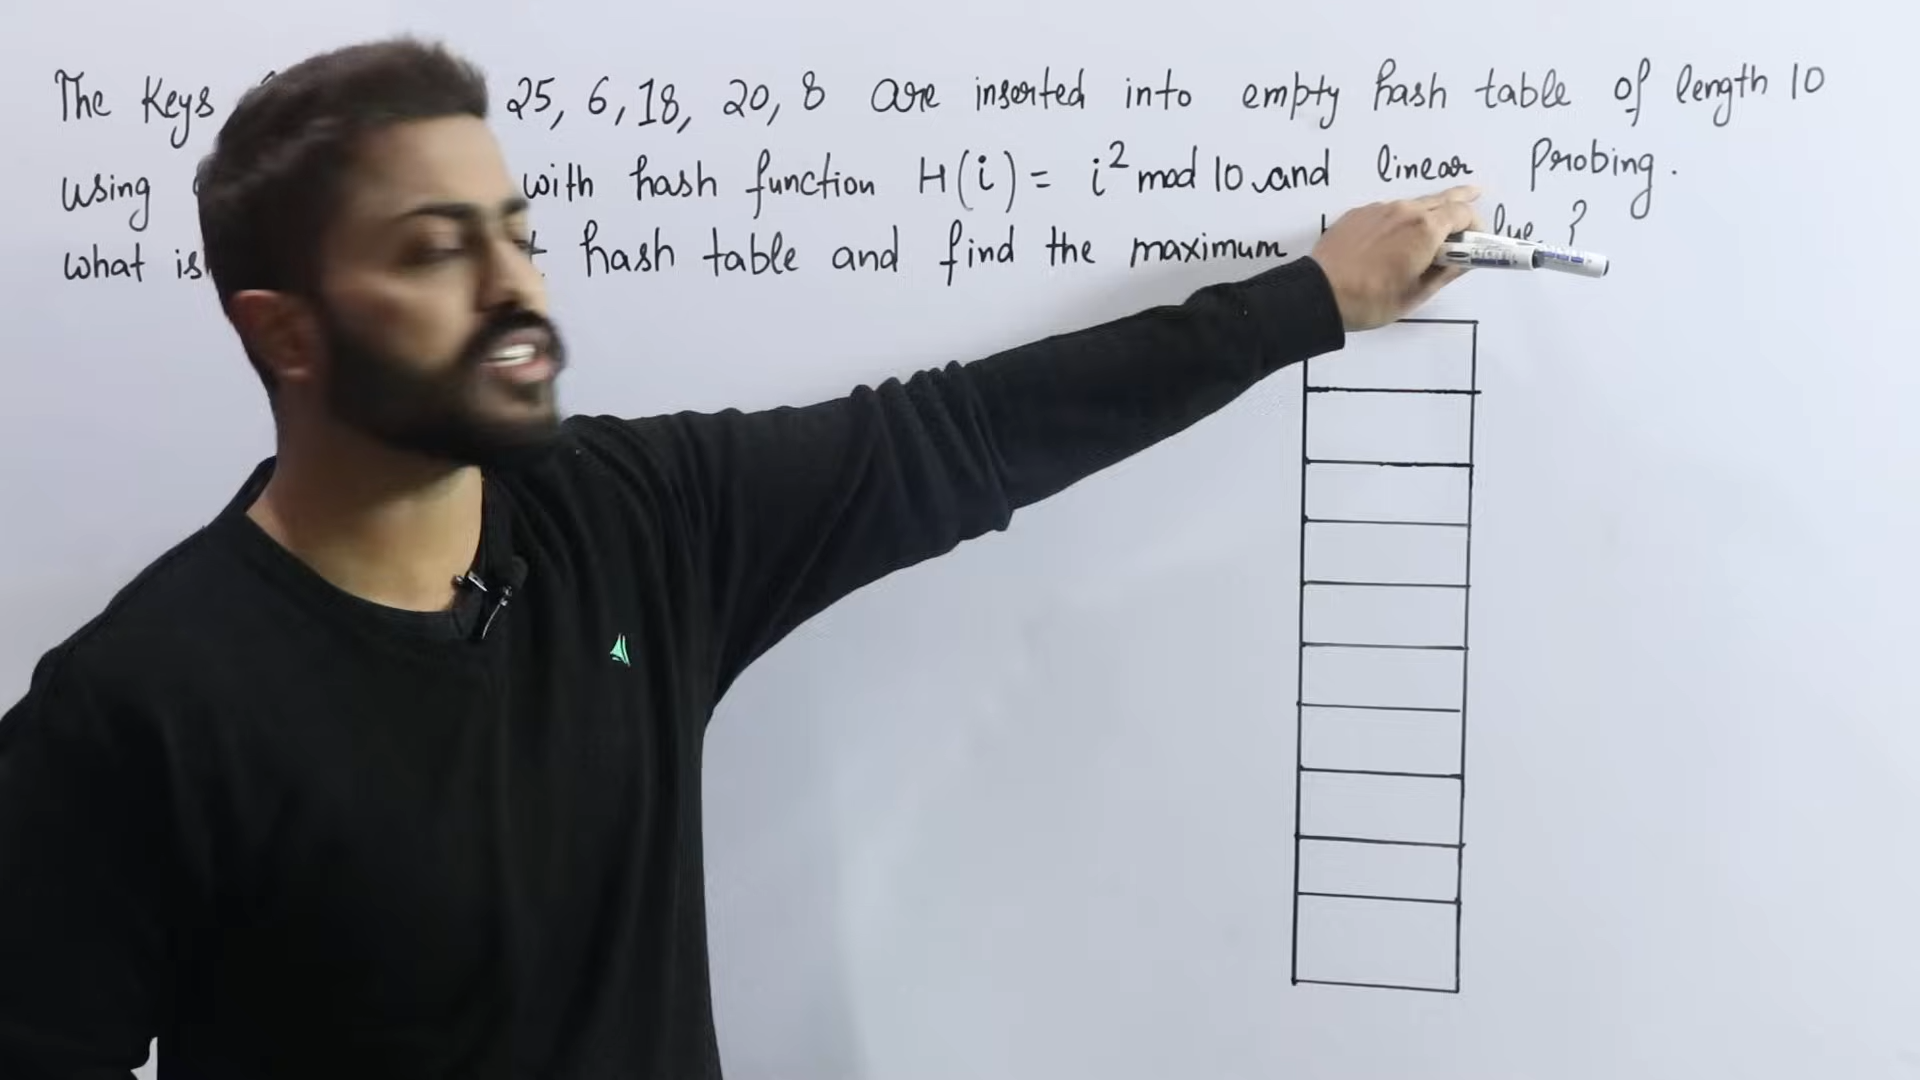 The Keys 25, 6, 18, 20, 8 are inserted into empty hash table of length 10
using with hash function H(i) = i² mod 10 and linear Probing.
what is hash table and find the maximum ?